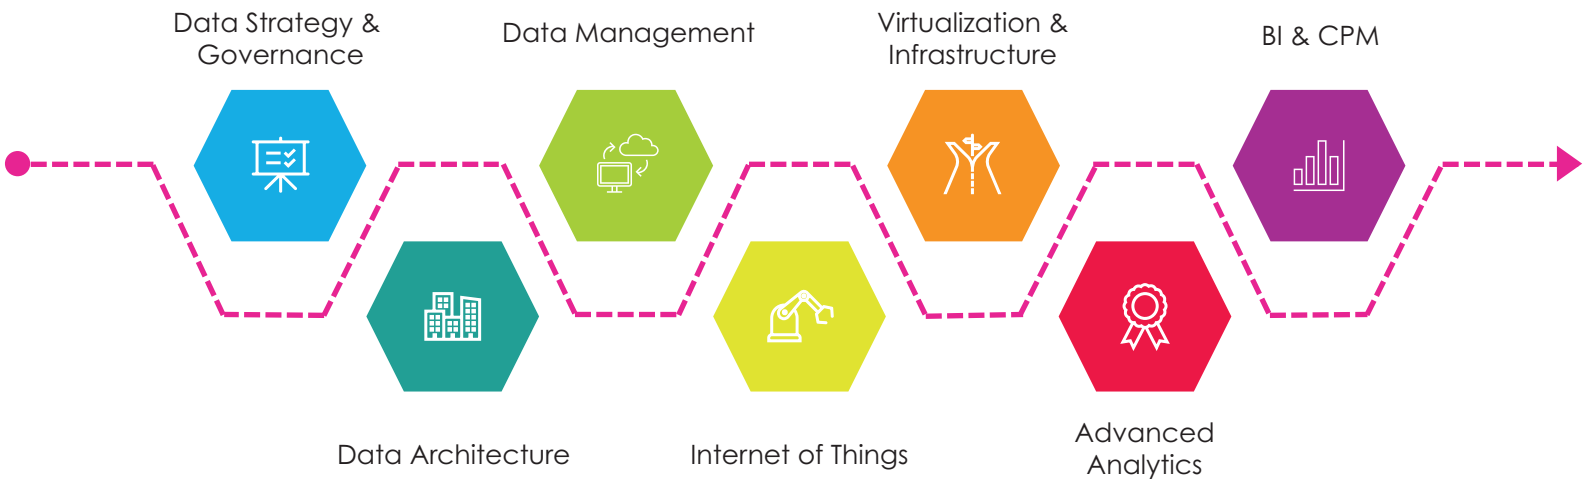 Data Strategy &
Governance
Data Management
Virtualization &
Infrastructure
BI & CPM
Data Architecture
Internet of Things
Advanced
Analytics